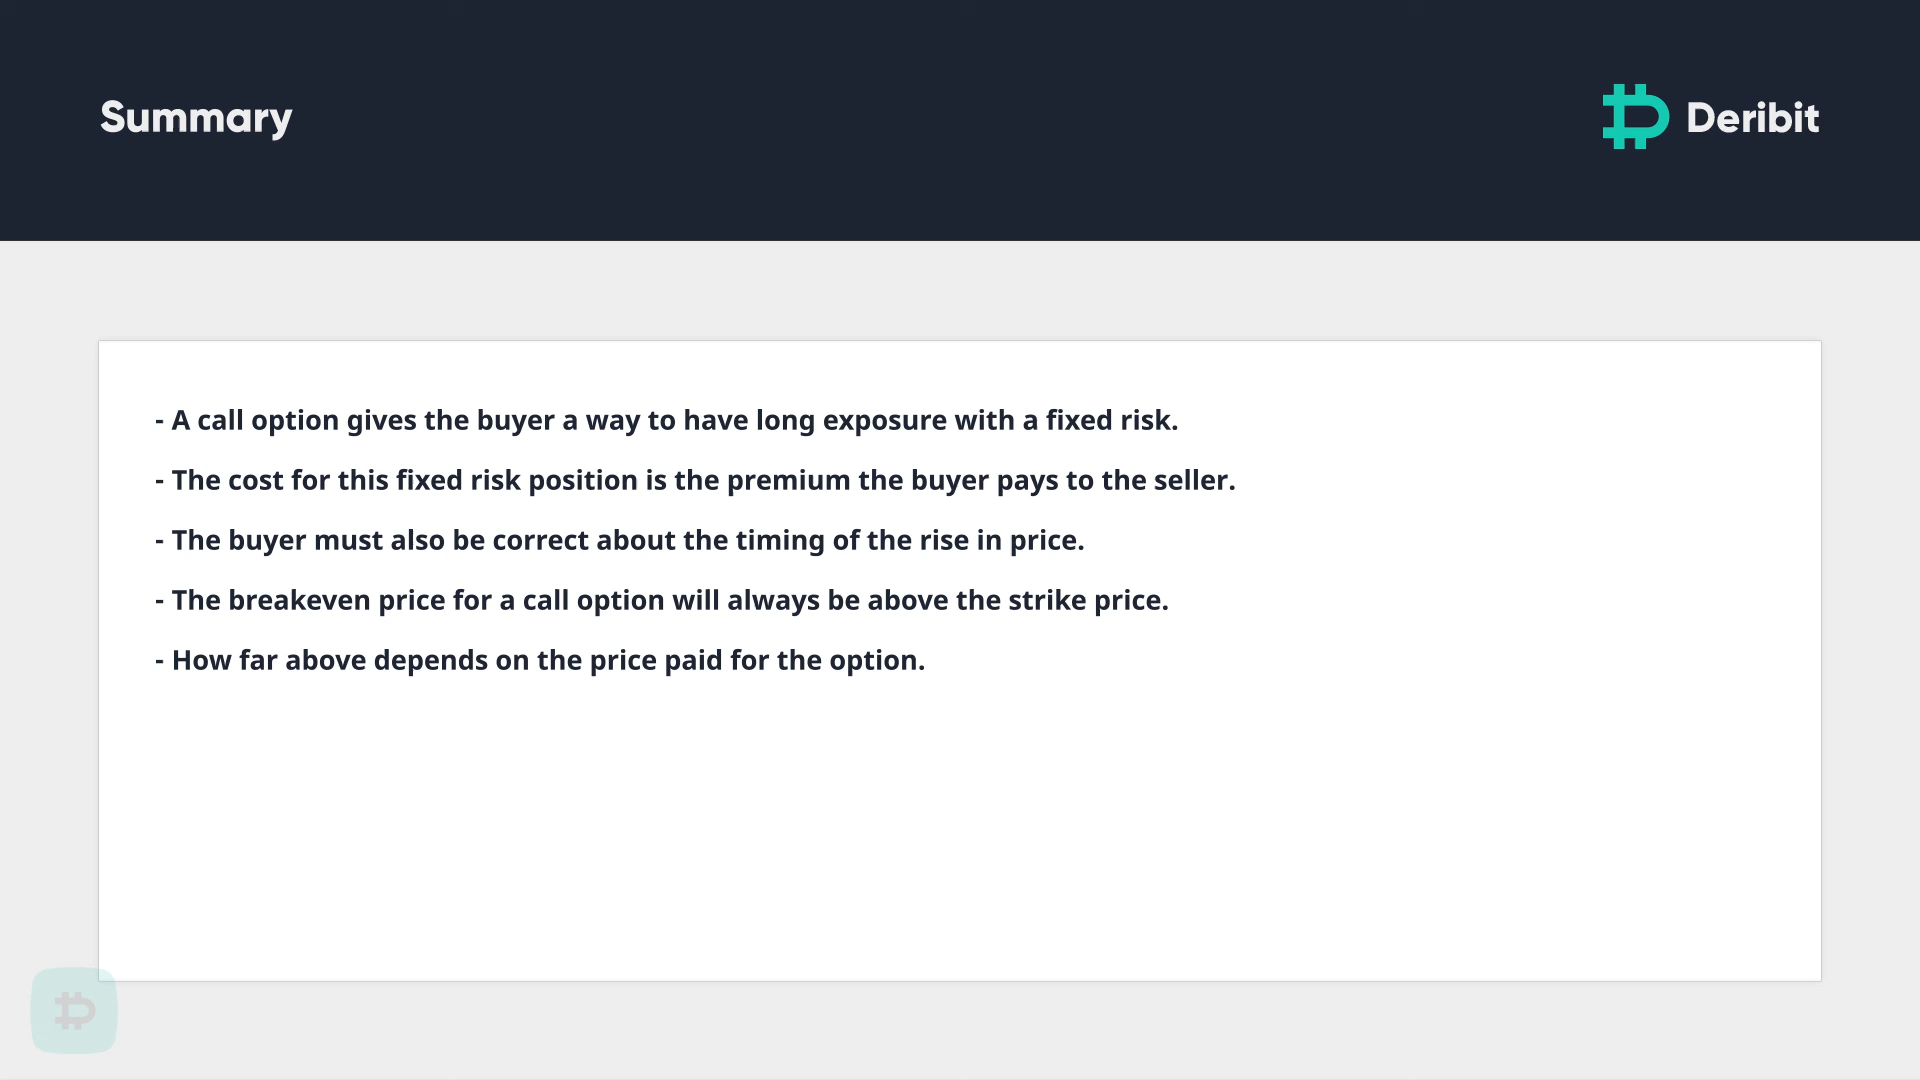 Summary
Deribit
- A call option gives the buyer a way to have long exposure with a fixed risk.
- The cost for this fixed risk position is the premium the buyer pays to the seller.
- The buyer must also be correct about the timing of the rise in price.
- The breakeven price for a call option will always be above the strike price.
- How far above depends on the price paid for the option.